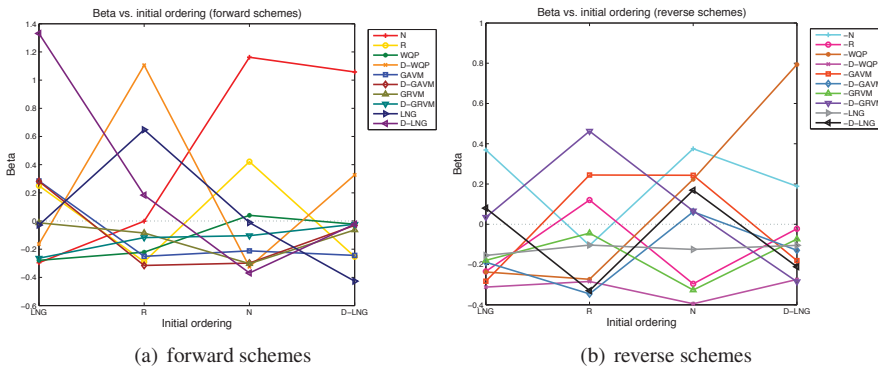 Beta vs. initial ordering (forward schemes)
1.4
1.2
1
0.8
0.6
0.4
0.2
0
−0.2
−0.4
−0.6
Beta
LNG
R
N
D−LNG
Initial ordering
N
R
WQP
D−WQP
GAVM
D−GAVM
GRVM
D−GRVM
LNG
D−LNG
(a) forward schemes
Beta vs. initial ordering (reverse schemes)
1
0.8
0.6
0.4
0.2
0
−0.2
−0.4
Beta
LNG
R
N
D−LNG
Initial ordering
−N
−R
−WQP
−D−WQP
−GAVM
−D−GAVM
−GRVM
−D−GRVM
−LNG
−D−LNG
(b) reverse schemes